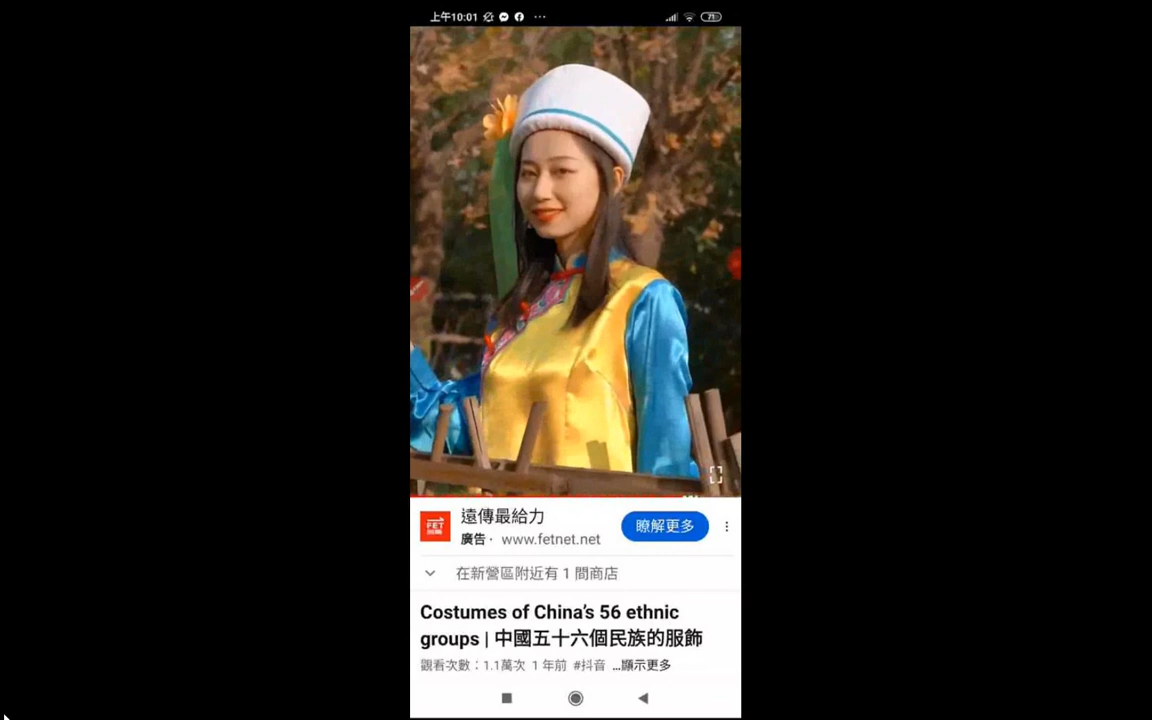 上午10:01
71
遠傳最給力
廣告 · www.fetnet.net
瞭解更多
FET
在新營區附近有 1 間商店
Costumes of China's 56 ethnic
groups | 中國五十六個民族的服飾
觀看次數：1.1萬次 1 年前 #抖音 ...顯示更多